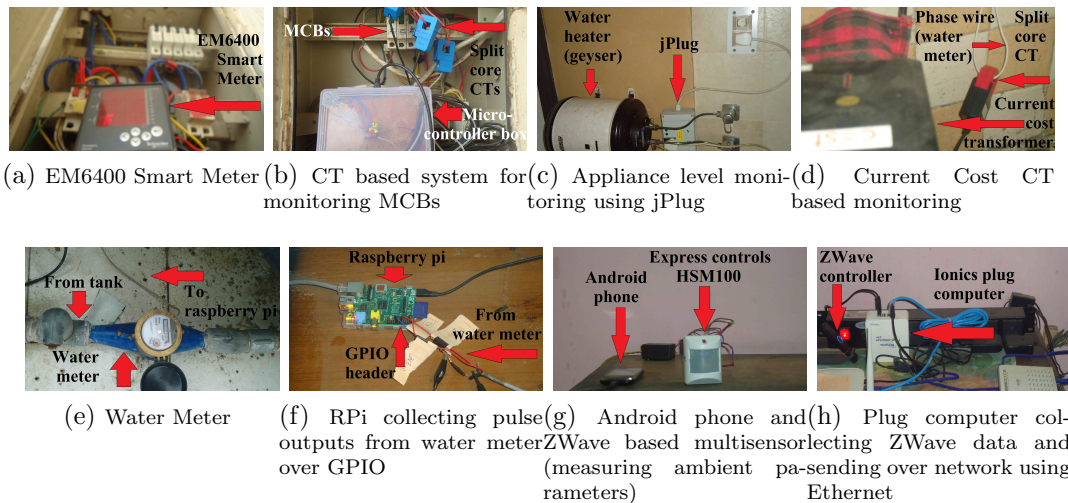 EM6400
Smart
Meter
MCBs
Split
core
CTs
Micro-
controller box
Water
heater
(geyser)
jPlug
Phase wire
(water
meter)
Split
core
CT
Current
cost
transformer
(a) EM6400 Smart Meter
(b) CT based system for
monitoring MCBs
(c) Appliance level moni-
toring using jPlug
(d) Current Cost CT
based monitoring
From tank
To
raspberry pi
Water
meter
Raspberry pi
From
water meter
GPIO
header
Android
phone
Express controls
HSM100
ZWave
controller
Ionics plug
computer
(e) Water Meter
(f) RPi collecting pulse
outputs from water meter
over GPIO
(g) Android phone and
ZWave based multisensor
(measuring ambient pa-
rameters)
(h) Plug computer col-
lecting ZWave data and
sending over network using
Ethernet